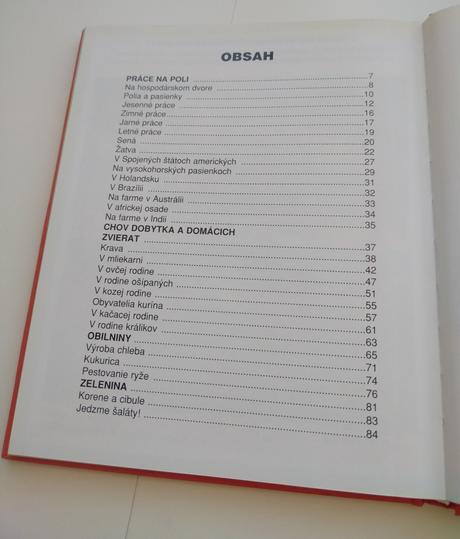 OBSAH
PRÁCE NA POLI ........ 7
Na hospodárskom dvore ........ 8
Polia a pasienky ........ 10
Jesenné práce ........ 12
Zimné práce ........ 16
Jarné práce ........ 17
Letné práce ........ 19
Sená ........ 20
Žatva ........ 22
V Spojených štátoch amerických ........ 27
Na vysokohorských pasienkoch ........ 29
V Holandsku ........ 31
V Brazílii ........ 32
Na farme v Austrálii ........ 33
V africkej osade ........ 34
Na farme v Indii ........ 35
CHOV DOBYTKA A DOMÁCICH
ZVIERAT ........ 37
Krava ........ 38
V mliekarni ........ 42
V ovčej rodine ........ 47
V rodine ošípaných ........ 51
V kozej rodine ........ 55
Obyvatelia kurína ........ 57
V kačacej rodine ........ 61
V rodine králikov ........ 63
OBILNINY ........ 65
Výroba chleba ........ 71
Kukurica ........ 74
Pestovanie ryže ........ 76
ZELENINA ........ 81
Korene a cibule ........ 83
Jedzme šaláty! ........ 84